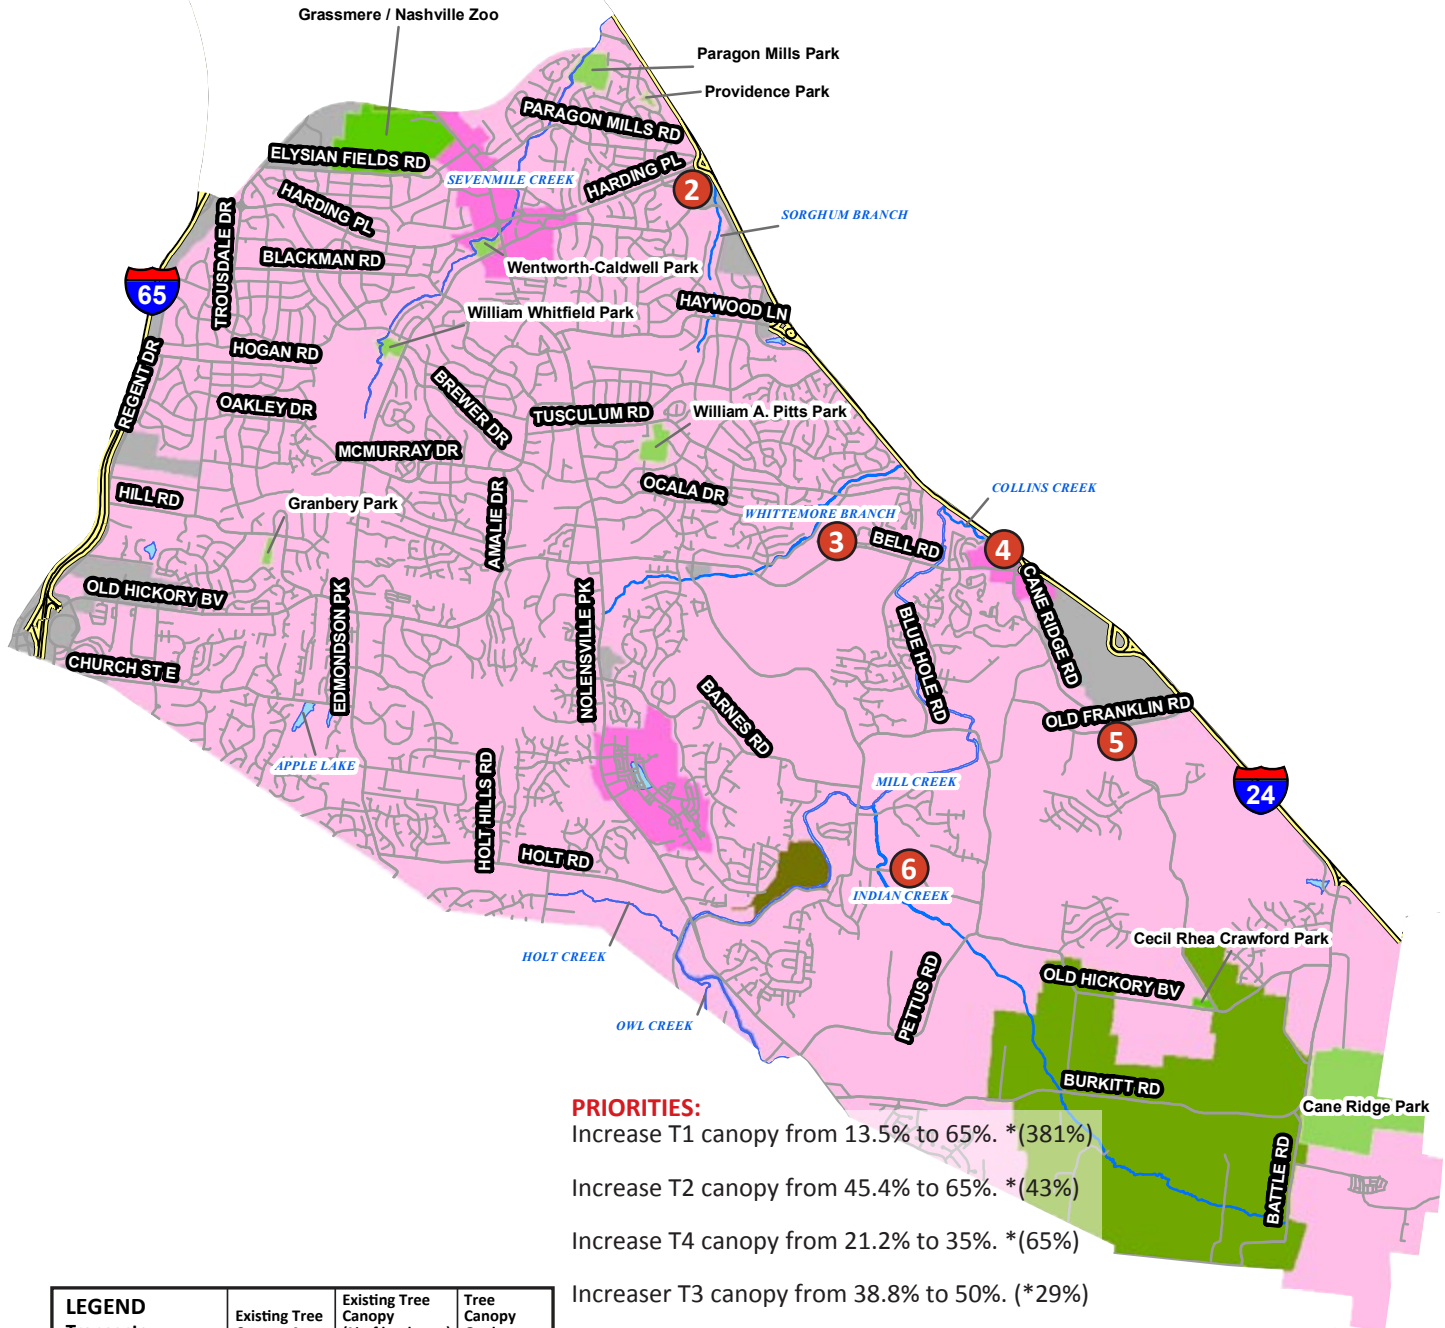 Grassmere / Nashville Zoo
Paragon Mills Park
Providence Park
PARAGON MILLS RD
ELYSIAN FIELDS RD
SEVENMILE CREEK
HARDING PL
2
HARDING PL
TROUSDALE DR
SORGHUM BRANCH
BLACKMAN RD
Wentworth-Caldwell Park
65
HAYWOOD LN
William Whitfield Park
HOGAN RD
REGENT DR
BREWER DR
OAKLEY DR
TUSCULUM RD
William A. Pitts Park
MCMURRAY DR
OCALA DR
COLLINS CREEK
HILL RD
Granbery Park
AMALIE DR
WHITTEMORE BRANCH
3
BELL RD
4
OLD HICKORY BV
EDMONDSON PK
NOLENSVILLE PK
BLUE HOLE RD
CANE RIDGE RD
CHURCH ST E
BARNES RD
OLD FRANKLIN RD
5
APPLE LAKE
HOLT HILLS RD
MILL CREEK
24
HOLT RD
6
INDIAN CREEK
HOLT CREEK
Cecil Rhea Crawford Park
OLD HICKORY BV
PETTUS RD
OWL CREEK
BURKITT RD
Cane Ridge Park
BATTLE RD
PRIORITIES:
Increase T1 canopy from 13.5% to 65%. *(381%)
Increase T2 canopy from 45.4% to 65%. *(43%)
Increase T4 canopy from 21.2% to 35%. *(65%)
Increaser T3 canopy from 38.8% to 50%. (*29%)
LEGEND
Existing Tree
Existing Tree
Canopy
Tree
Canopy